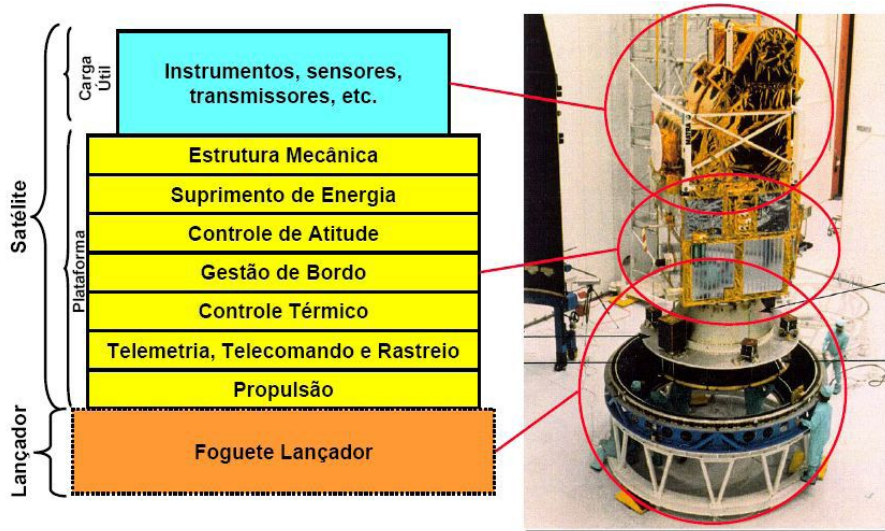 Satélite
Carga
Útil
Instrumentos, sensores,
transmissores, etc.
Plataforma
Estrutura Mecânica
Suprimento de Energia
Controle de Atitude
Gestão de Bordo
Controle Térmico
Telemetria, Telecomando e Rastreio
Propulsão
Lançador
Foguete Lançador
MATRA